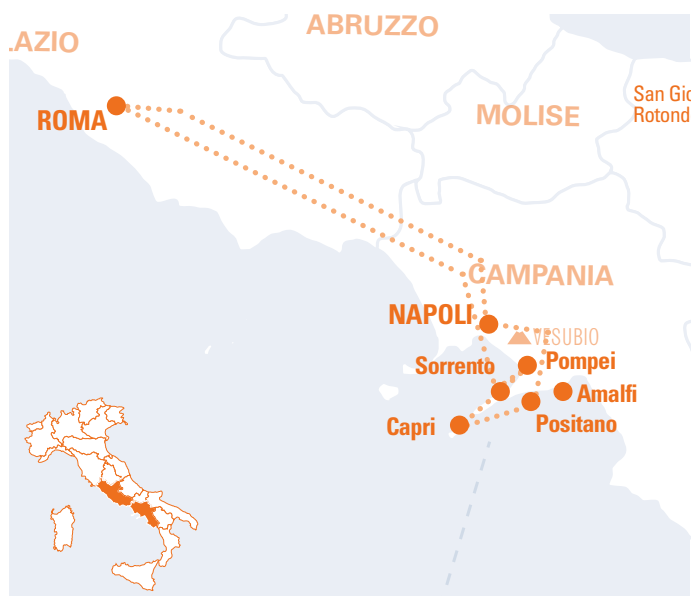 ABRUZZO
.AZIO
San Gio
Rotond
MOLISE
ROMA
CAMPANIA
NAPOLI
VESUBIO
Sorrento
Pompei
Amalfi
Capri
Positano